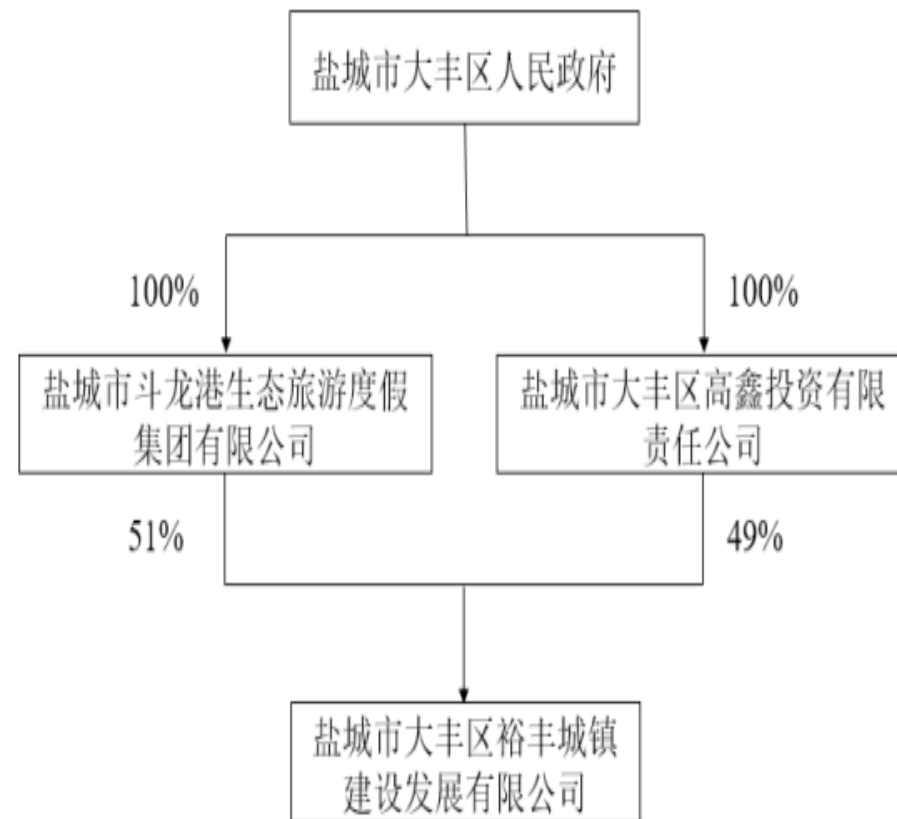 盐城市大丰区人民政府
100%
100%
盐城市斗龙港生态旅游度假
集团有限公司
盐城市大丰区高鑫投资有限
责任公司
51%
49%
盐城市大丰区裕丰城镇
建设发展有限公司